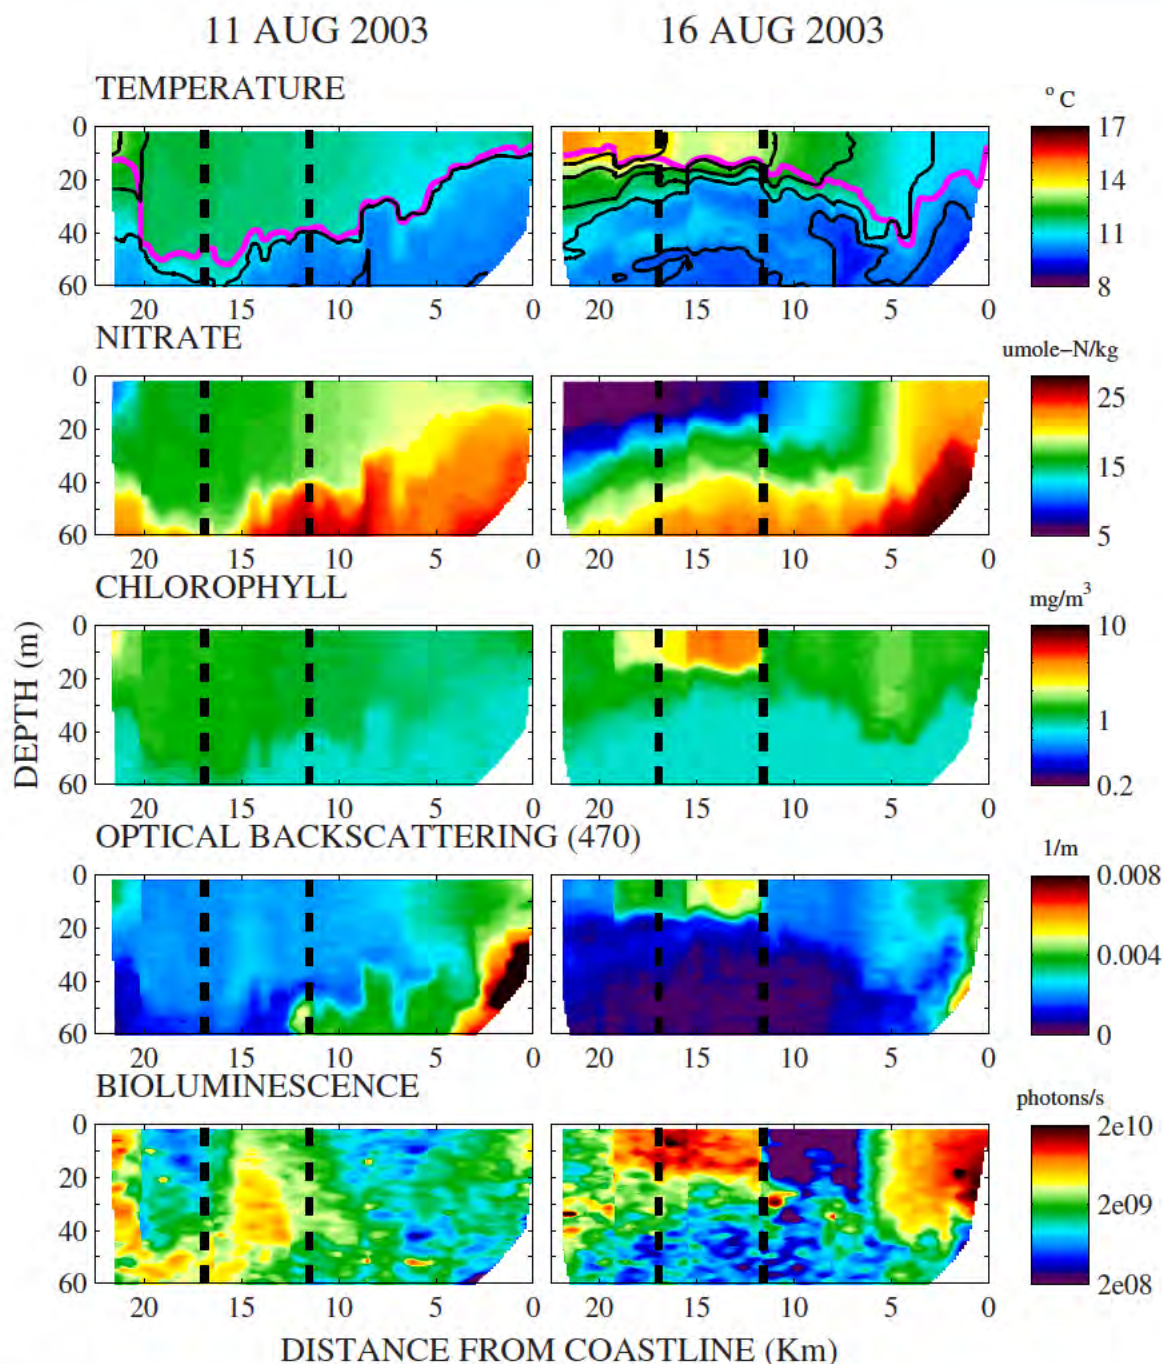 11 AUG 2003 16 AUG 2003
TEMPERATURE
° C
0 20 40 60
20 15 10 5 0
20 15 10 5 0
17 14 11 8
NITRATE
umole-N/kg
0 20 40 60
20 15 10 5 0
20 15 10 5 0
25 15 5
CHLOROPHYLL
mg/m³
0 20 40 60
20 15 10 5 0
20 15 10 5 0
10 1 0.2
DEPTH (m)
OPTICAL BACKSCATTERING (470)
1/m
0 20 40 60
20 15 10 5 0
20 15 10 5 0
0.008 0.004 0
BIOLUMINESCENCE
photons/s
0 20 40 60
20 15 10 5 0
20 15 10 5 0
2e10 2e09 2e08
DISTANCE FROM COASTLINE (Km)